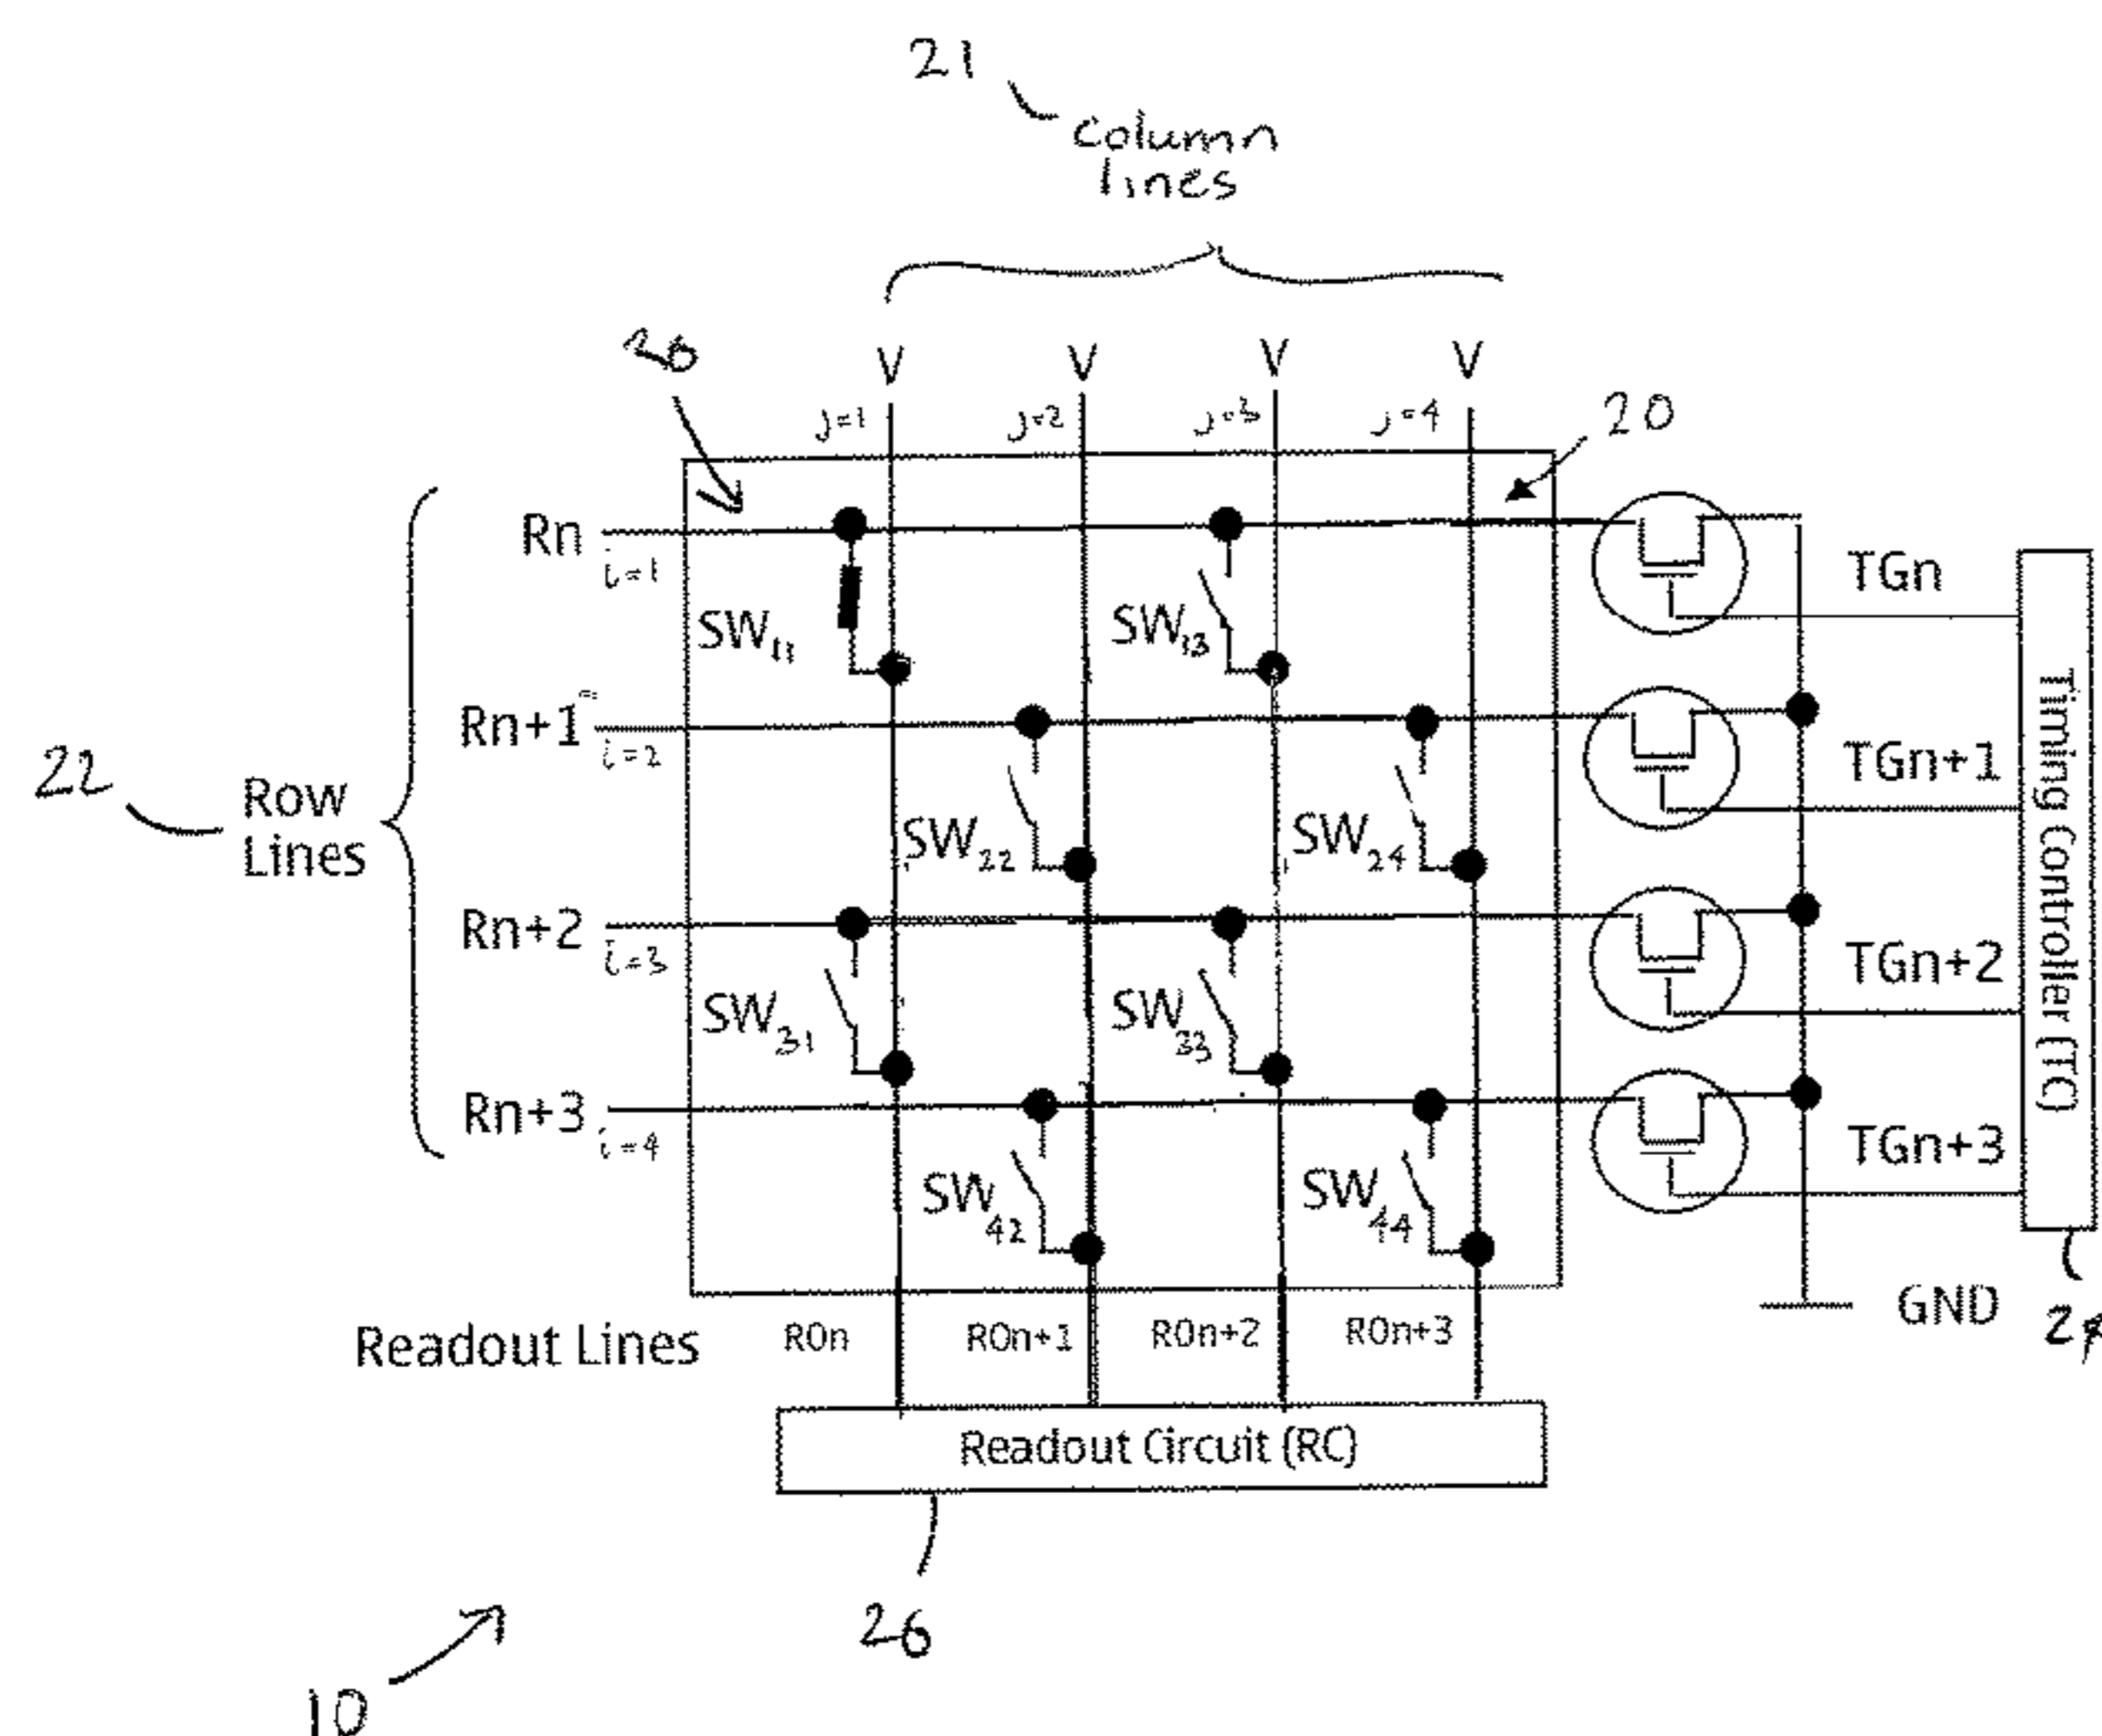 21
column
lines
V V V V
j=1 j=2 j=3 j=4
20
Rn
i=1
SW11 SW13
TGn
Rn+1
i=2
SW22 SW24
TGn+1
22
Row
Lines
Rn+2
i=3
SW31 SW33
TGn+2
Rn+3
i=4
SW42 SW44
TGn+3
Timing Controller (TC)
GND
Readout Lines
ROn ROn+1 ROn+2 ROn+3
Readout Circuit (RC)
26
10